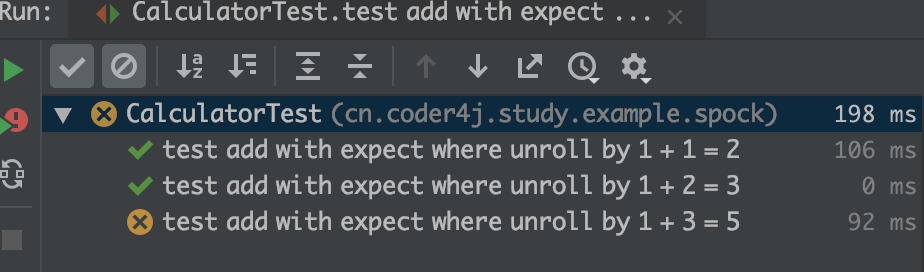 Run: CalculatorTest.test add with expect ... ×
CalculatorTest (cn.coder4j.study.example.spock) 198 ms
test add with expect where unroll by 1 + 1 = 2 106 ms
test add with expect where unroll by 1 + 2 = 3 0 ms
test add with expect where unroll by 1 + 3 = 5 92 ms